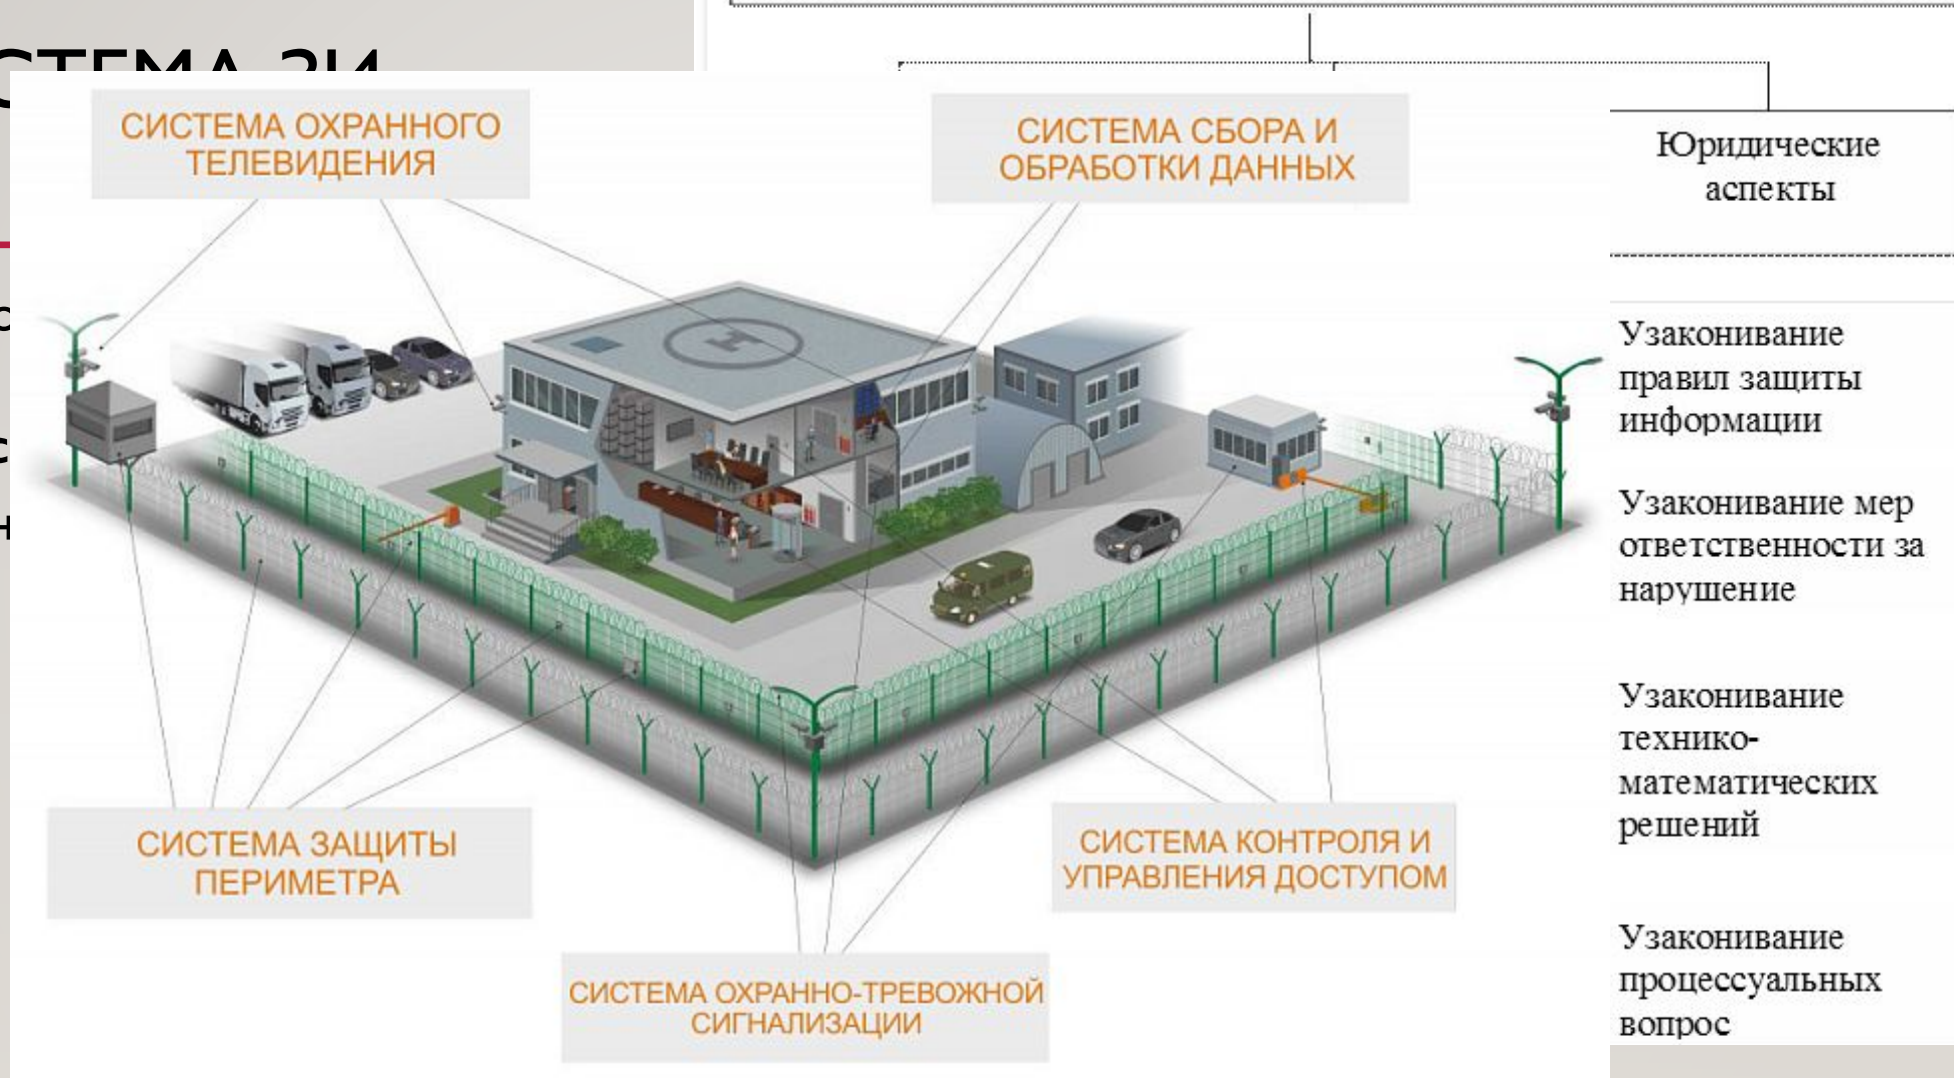 СИСТЕМА ОХРАННОГО
ТЕЛЕВИДЕНИЯ
СИСТЕМА СБОРА И
ОБРАБОТКИ ДАННЫХ
СИСТЕМА ЗАЩИТЫ
ПЕРИМЕТРА
СИСТЕМА КОНТРОЛЯ И
УПРАВЛЕНИЯ ДОСТУПОМ
СИСТЕМА ОХРАННО-ТРЕВОЖНОЙ
СИГНАЛИЗАЦИИ
Юридические
аспекты
Узаконивание
правил защиты
информации
Узаконивание мер
ответственности за
нарушение
Узаконивание
технико-
математических
решений
Узаконивание
процессуальных
вопрос